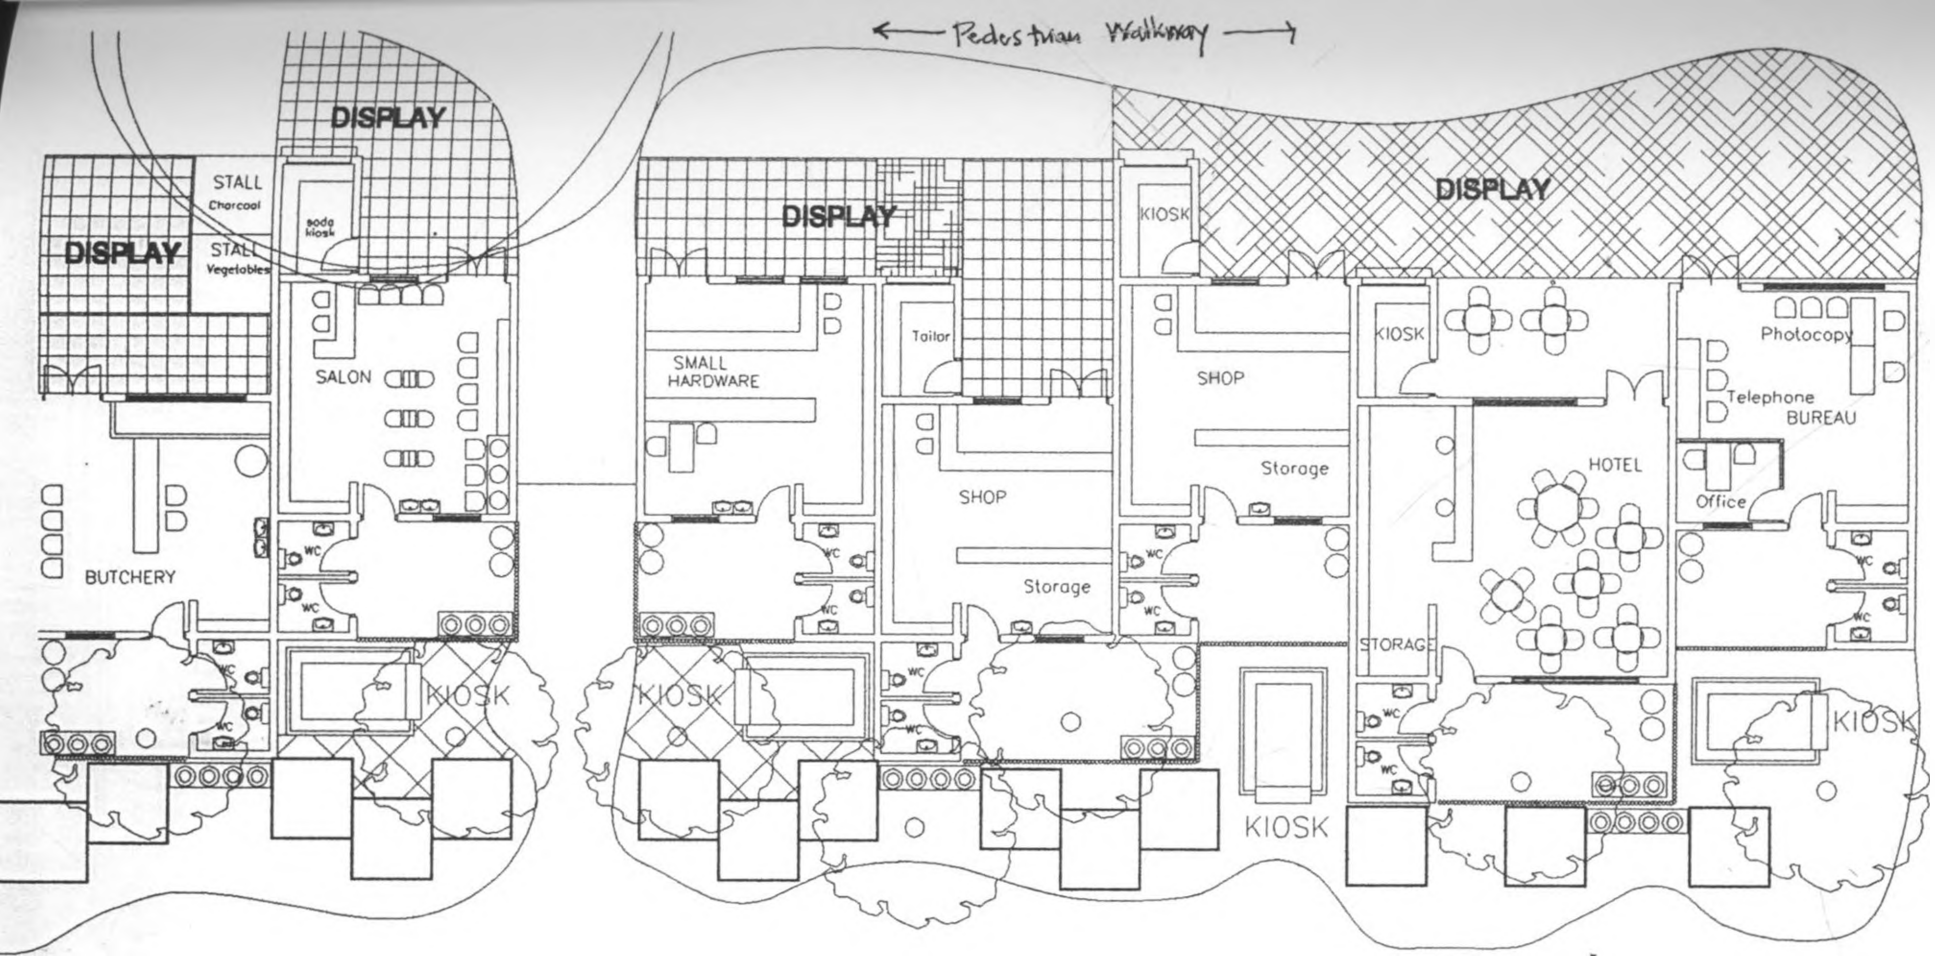 Pedestrian Walkway
DISPLAY
STALL
Charcoal
soda
kiosk
DISPLAY
STALL
Vegetables
DISPLAY
KIOSK
DISPLAY
SALON
SMALL
HARDWARE
Tailor
SHOP
KIOSK
Photocopy
Telephone
BUREAU
BUTCHERY
SHOP
Storage
Storage
HOTEL
Office
STORAGE
WC
WC
WC
WC
WC
WC
WC
WC
WC
WC
WC
WC
WC
WC
KIOSK
KIOSK
KIOSK
KIOSK